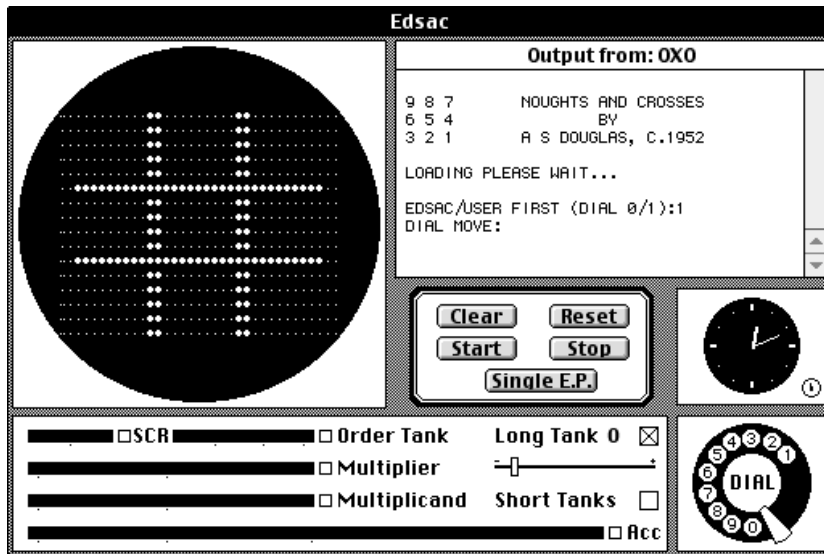 Edsac
Output from: OXO
9 8 7 NOUGHTS AND CROSSES
6 5 4 BY
3 2 1 A S DOUGLAS, C.1952
LOADING PLEASE WAIT...
EDSAC/USER FIRST (DIAL 0/1):1
DIAL MOVE:
Clear Reset
Start Stop
Single E.P.
SCR Order Tank Long Tank 0
Multiplier - +
Multiplicand Short Tanks
Acc
1 2 3 4 5 6 7 8 9 0
DIAL